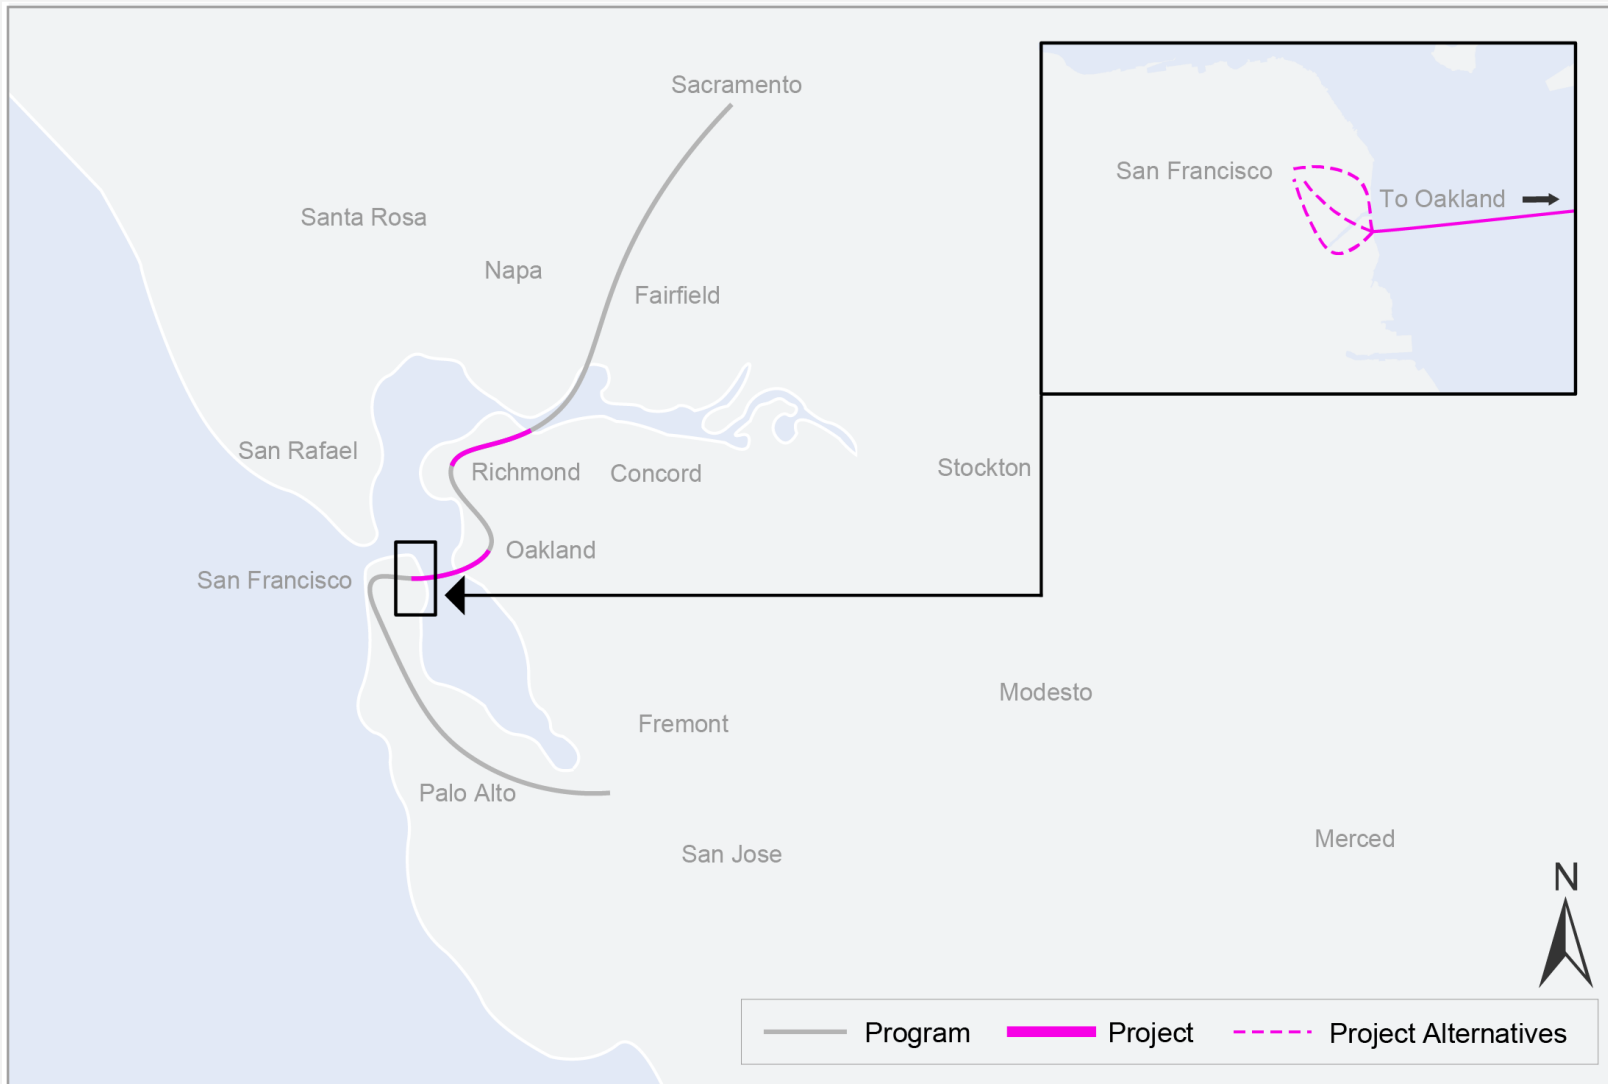 Sacramento
San Francisco
To Oakland
Santa Rosa
Napa
Fairfield
San Rafael
Richmond
Concord
Stockton
Oakland
San Francisco
Modesto
Fremont
Palo Alto
San Jose
Merced
N
Program
Project
Project Alternatives